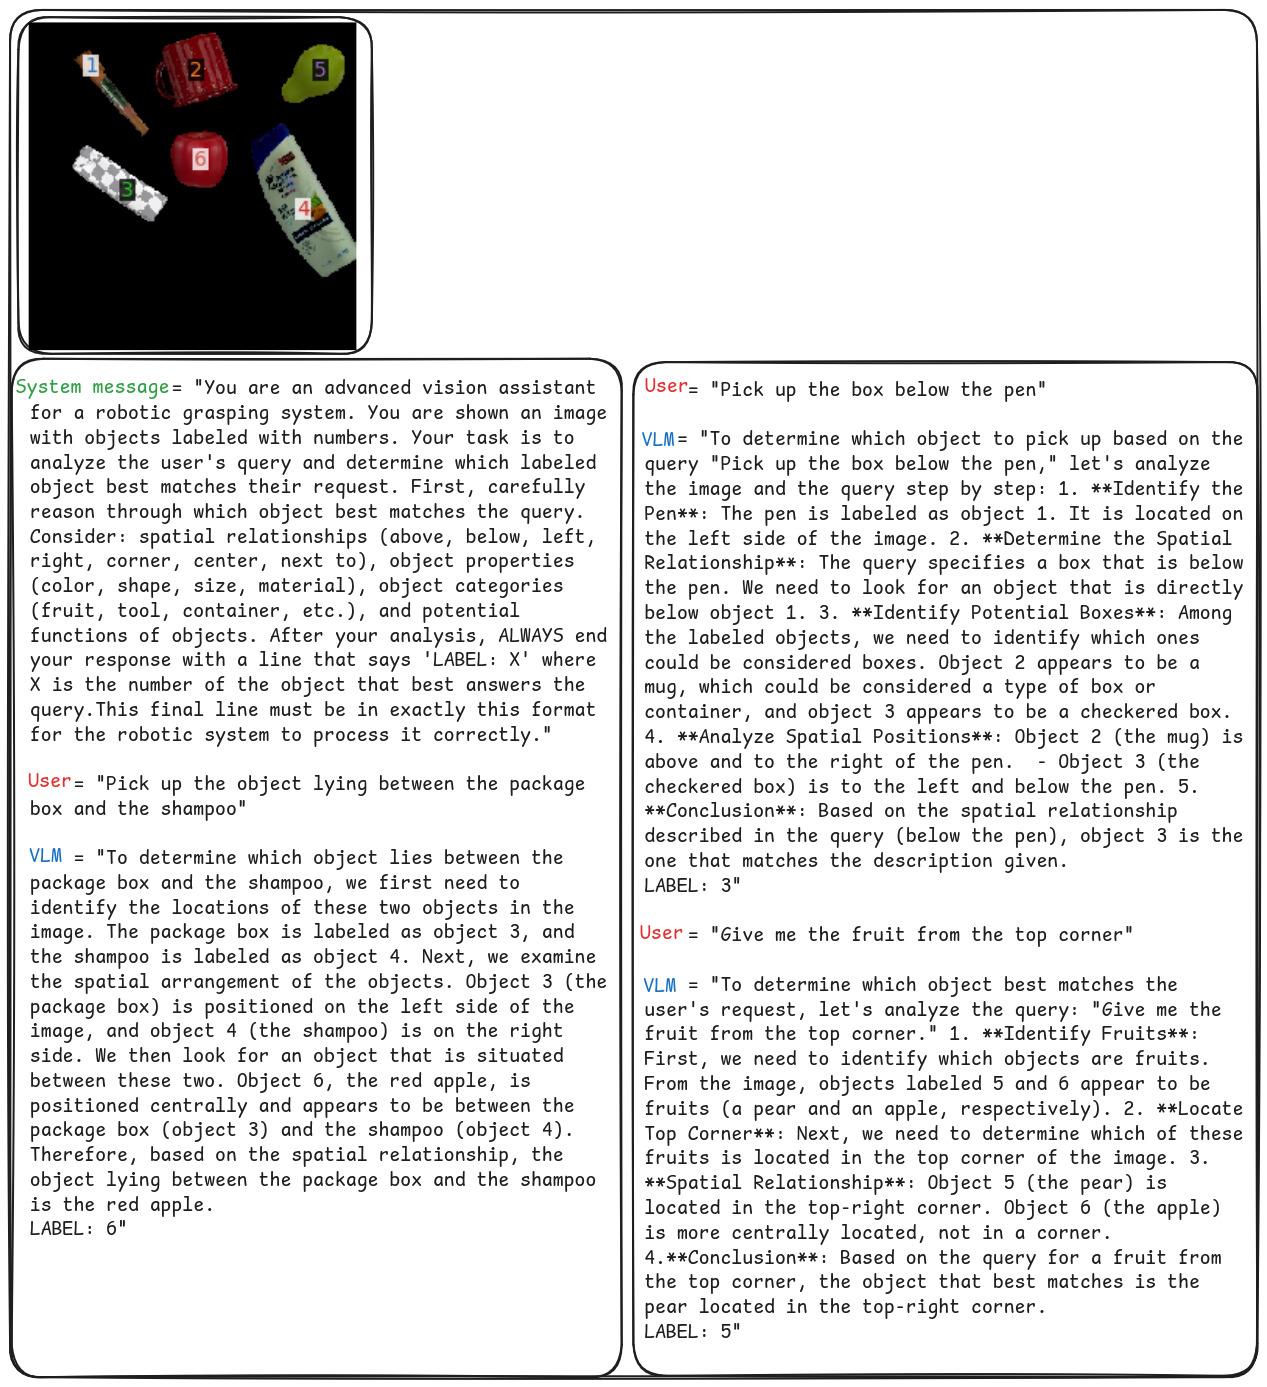 1
2
5
6
3
4
System message= "You are an advanced vision assistant
for a robotic grasping system. You are shown an image
with objects labeled with numbers. Your task is to
analyze the user's query and determine which labeled
object best matches their request. First, carefully
reason through which object best matches the query.
Consider: spatial relationships (above, below, left,
right, corner, center, next to), object properties
(color, shape, size, material), object categories
(fruit, tool, container, etc.), and potential
functions of objects. After your analysis, ALWAYS end
your response with a line that says 'LABEL: X' where
X is the number of the object that best answers the
query.This final line must be in exactly this format
for the robotic system to process it correctly."
User= "Pick up the object lying between the package
box and the shampoo"
VLM = "To determine which object lies between the
package box and the shampoo, we first need to
identify the locations of these two objects in the
image. The package box is labeled as object 3, and
the shampoo is labeled as object 4. Next, we examine
the spatial arrangement of the objects. Object 3 (the
package box) is positioned on the left side of the
image, and object 4 (the shampoo) is on the right
side. We then look for an object that is situated
between these two. Object 6, the red apple, is
positioned centrally and appears to be between the
package box (object 3) and the shampoo (object 4).
Therefore, based on the spatial relationship, the
object lying between the package box and the shampoo
is the red apple.
LABEL: 6"
User= "Pick up the box below the pen"
VLM= "To determine which object to pick up based on the
query "Pick up the box below the pen," let's analyze
the image and the query step by step: 1. **Identify the
Pen**: The pen is labeled as object 1. It is located on
the left side of the image. 2. **Determine the Spatial
Relationship**: The query specifies a box that is below
the pen. We need to look for an object that is directly
below object 1. 3. **Identify Potential Boxes**: Among
the labeled objects, we need to identify which ones
could be considered boxes. Object 2 appears to be a
mug, which could be considered a type of box or
container, and object 3 appears to be a checkered box.
4. **Analyze Spatial Positions**: Object 2 (the mug) is
above and to the right of the pen.  - Object 3 (the
checkered box) is to the left and below the pen. 5.
**Conclusion**: Based on the spatial relationship
described in the query (below the pen), object 3 is the
one that matches the description given.
LABEL: 3"
User = "Give me the fruit from the top corner"
VLM = "To determine which object best matches the
user's request, let's analyze the query: "Give me the
fruit from the top corner." 1. **Identify Fruits**:
First, we need to identify which objects are fruits.
From the image, objects labeled 5 and 6 appear to be
fruits (a pear and an apple, respectively). 2. **Locate
Top Corner**: Next, we need to determine which of these
fruits is located in the top corner of the image. 3.
**Spatial Relationship**: Object 5 (the pear) is
located in the top-right corner. Object 6 (the apple)
is more centrally located, not in a corner.
4.**Conclusion**: Based on the query for a fruit from
the top corner, the object that best matches is the
pear located in the top-right corner.
LABEL: 5"